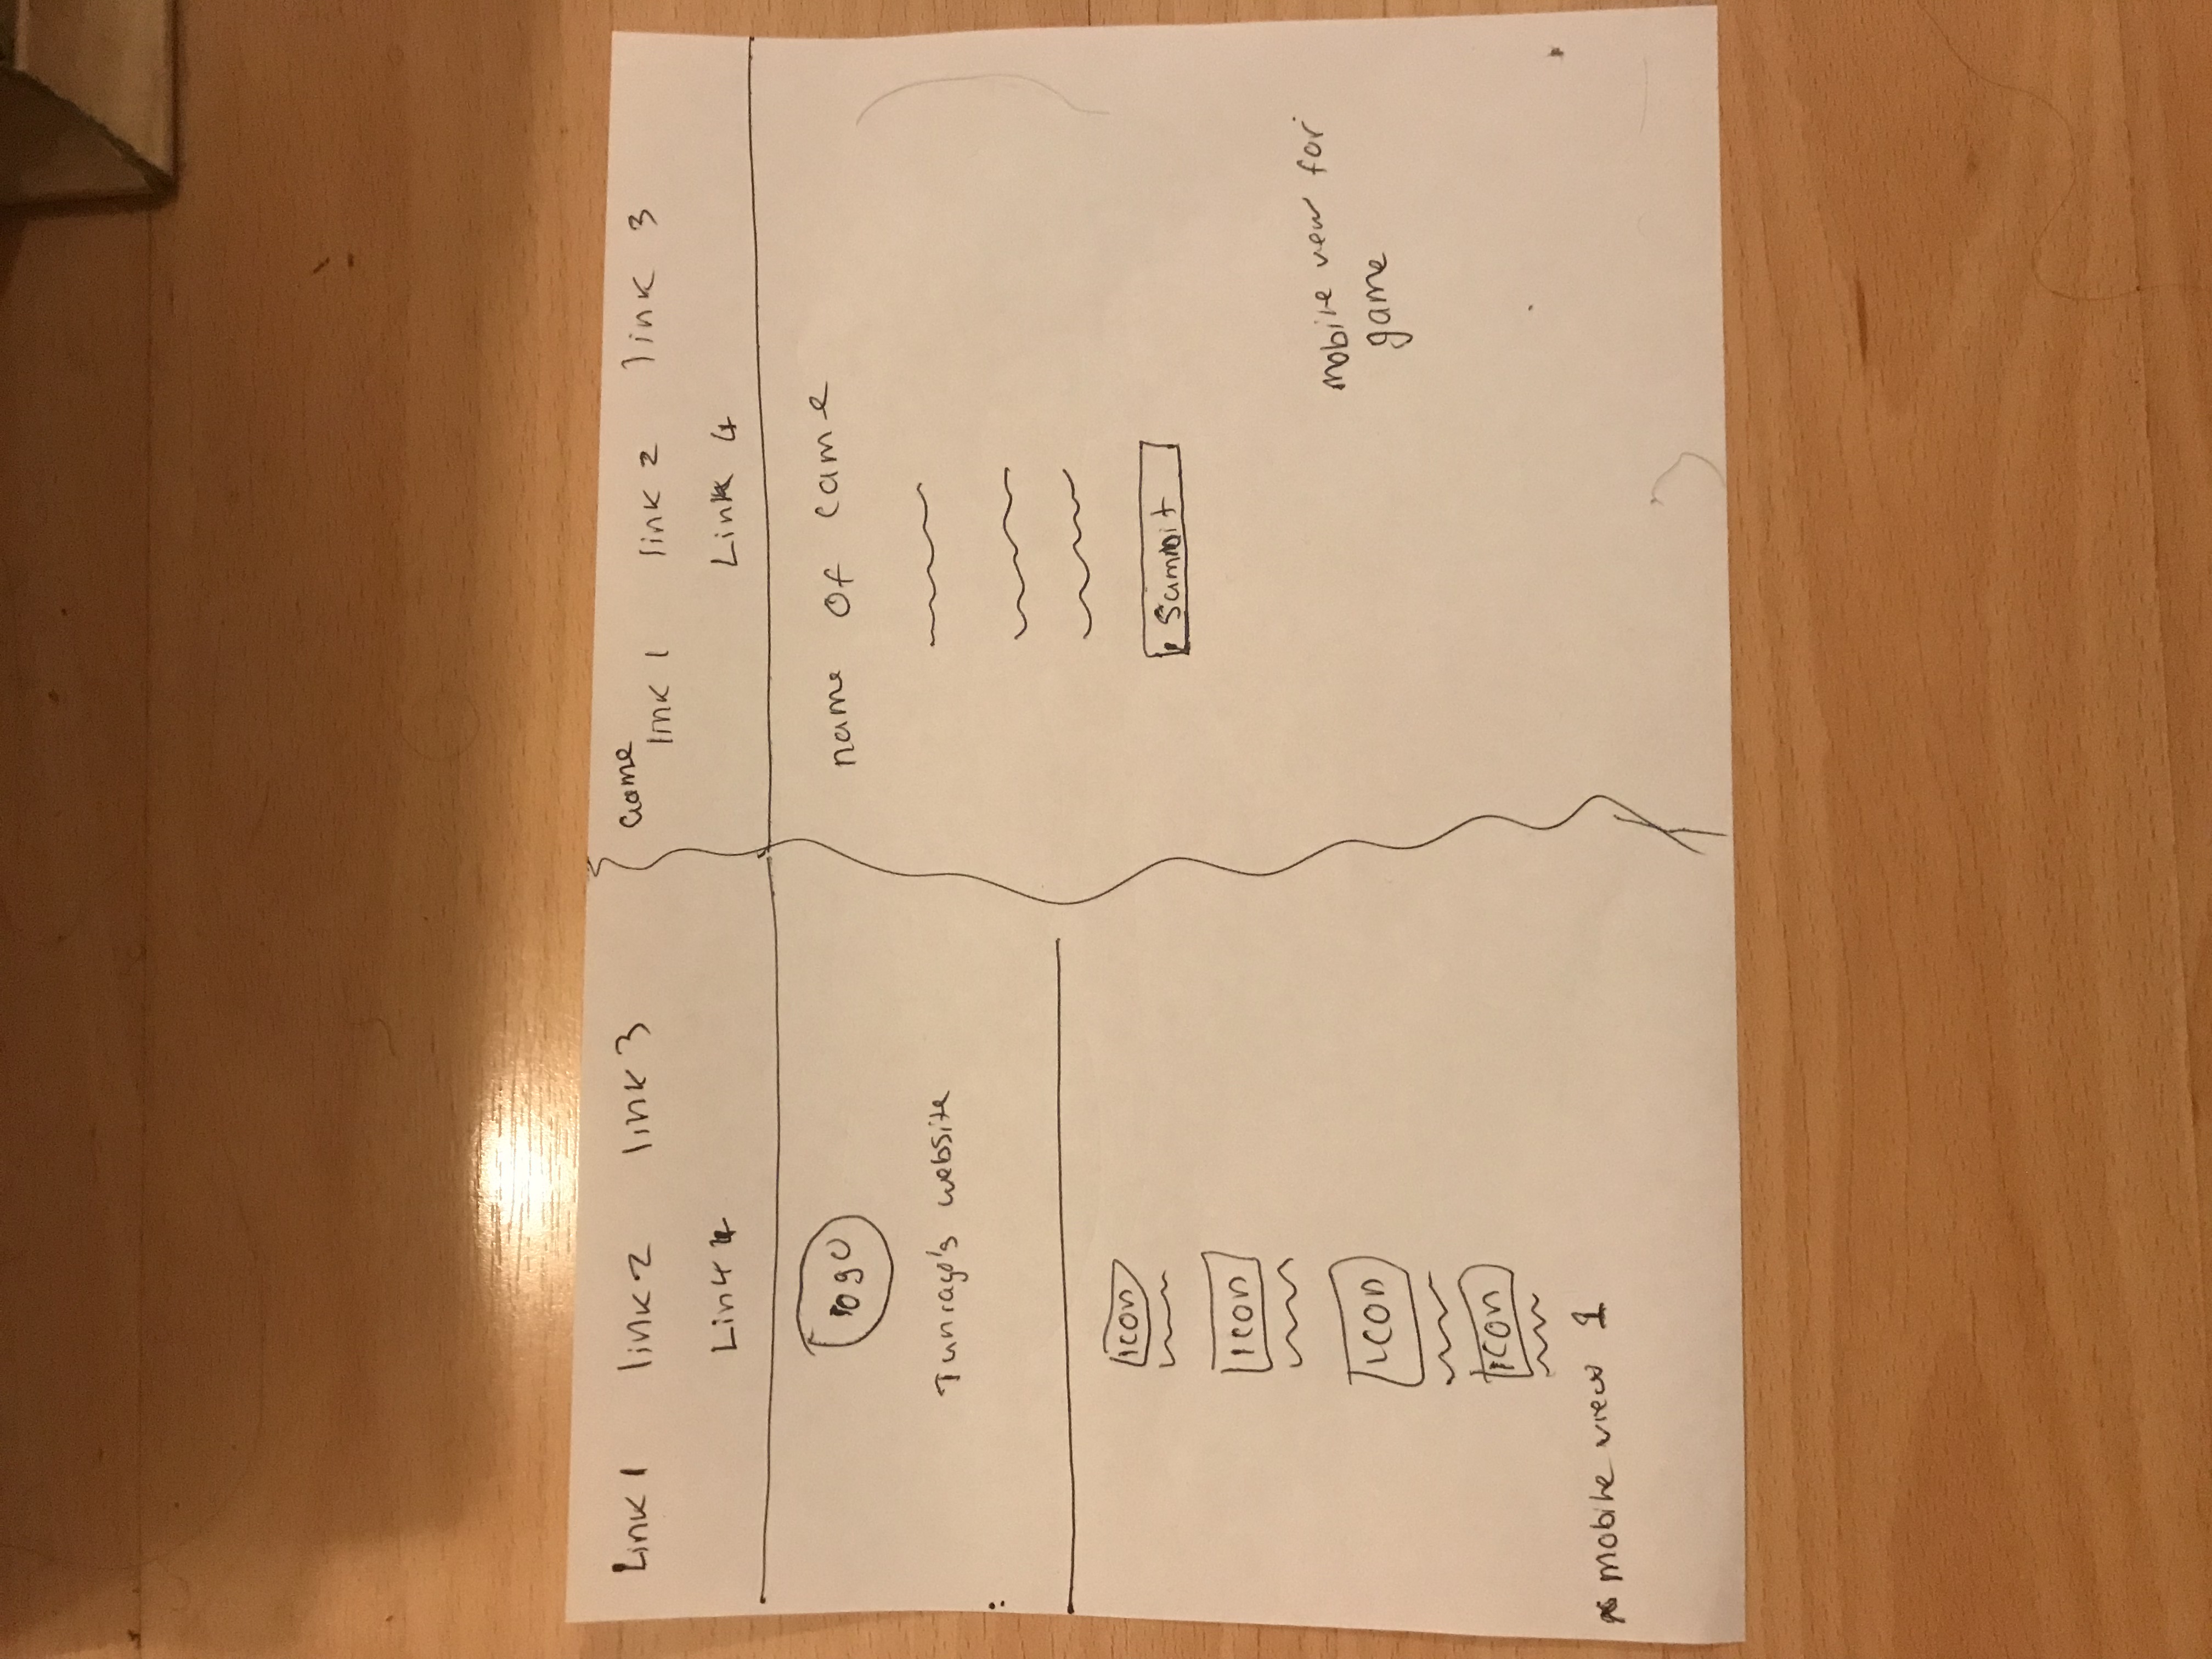 Link 1 link 2 link 3
Link 4
logo
Tunrayo's website
icon
icon
icon
icon
mobile view 1
Game
link 1 link 2 link 3
Link 4
name of Game
Summit
mobile view for
game